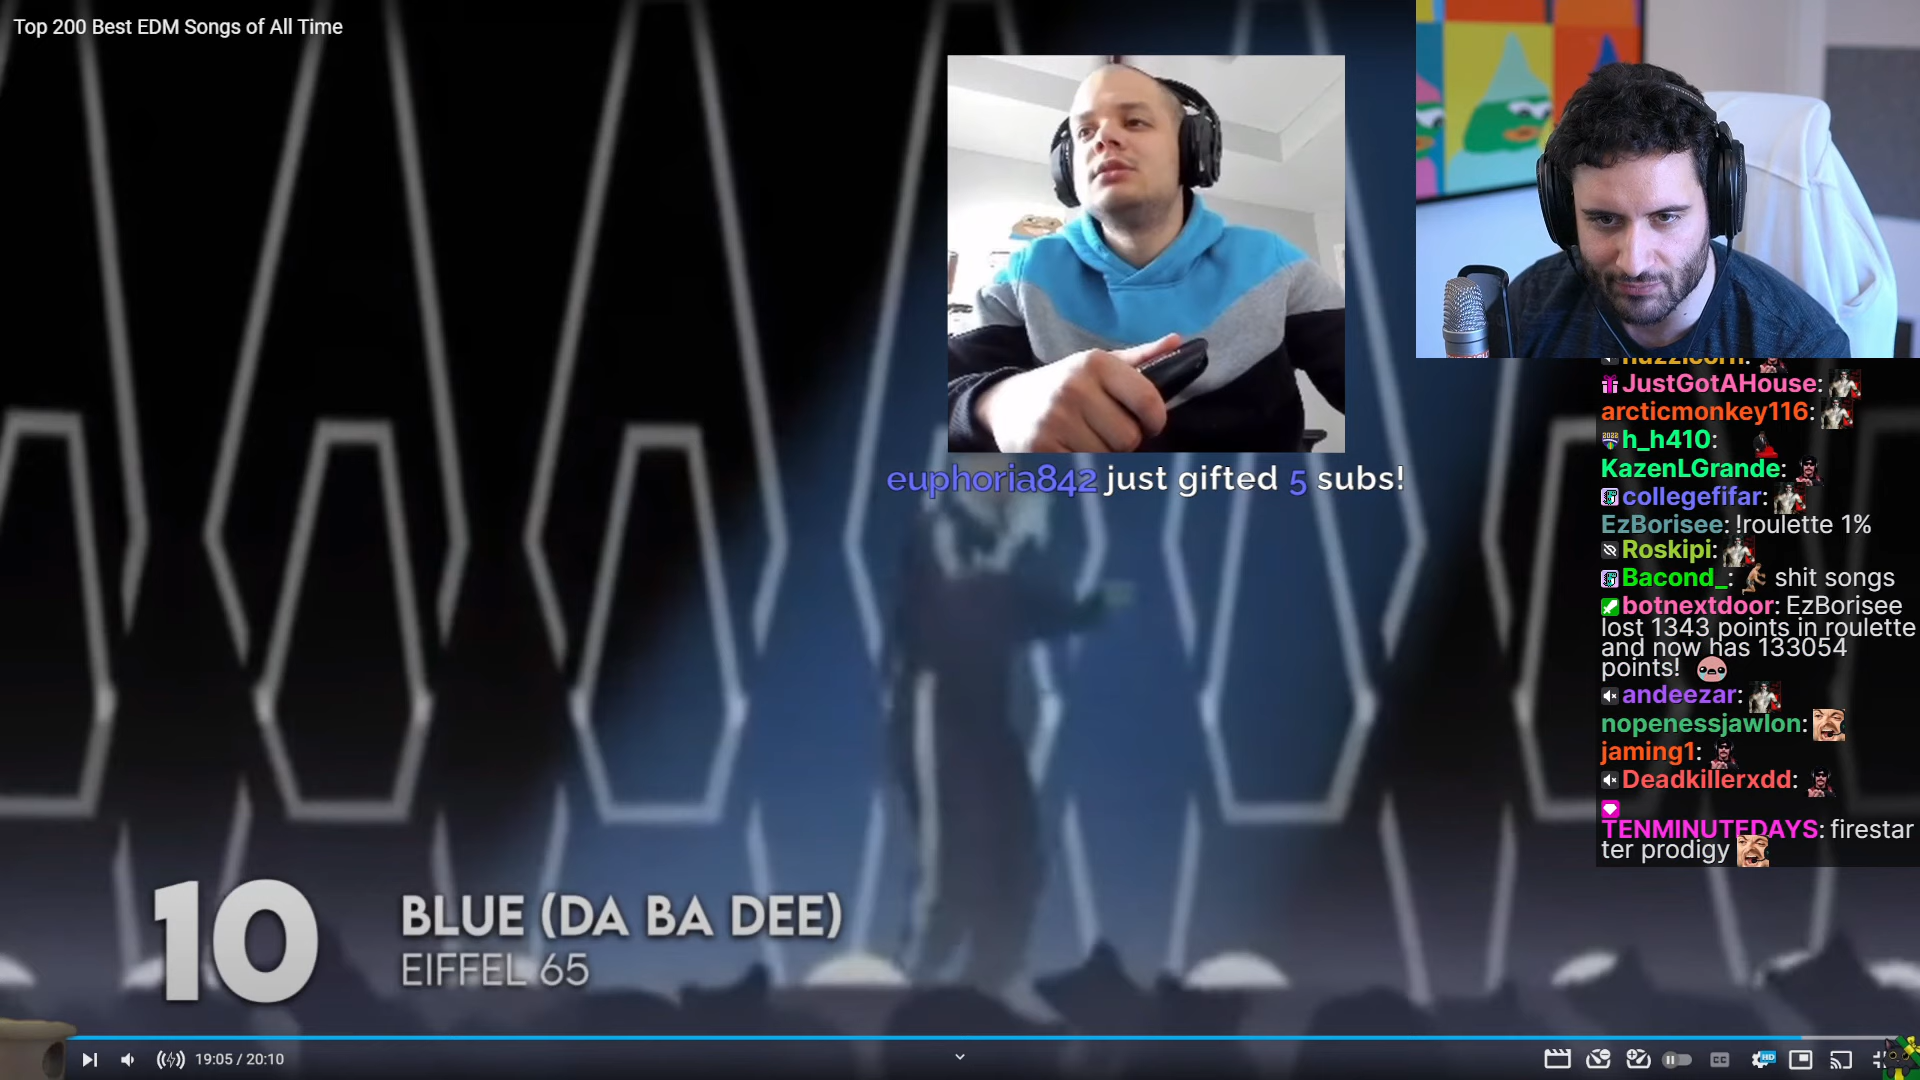 Top 200 Best EDM Songs of All Time
euphoria842 just gifted 5 subs!
JustGotAHouse:
arcticmonkey116:
h_h410:
KazenLGrande:
collegefifar:
EzBorisee: !roulette 1%
Roskipi:
Bacond_: shit songs
botnextdoor: EzBorisee
lost 1343 points in roulette
and now has 133054
points!
andeezar:
nopenessjawlon:
jaming1:
Deadkillerxdd:
TENMINUTEDAYS: firestar
ter prodigy
10
BLUE (DA BA DEE)
EIFFEL 65
19:05 / 20:10
CC
HD